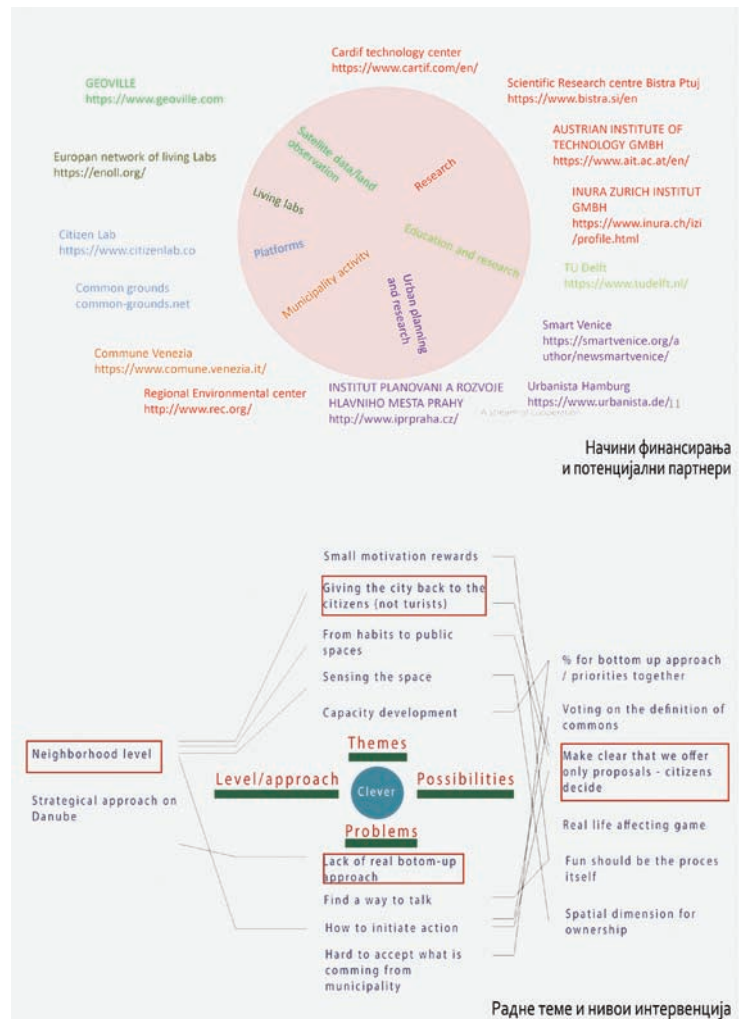 Cardif technology center
https://www.cartif.com/en/
GEOVILLE
https://www.geoville.com
Scientific Research centre Bistra Ptuj
https://www.bistra.si/en
Europan network of living Labs
https://enoll.org/
AUSTRIAN INSTITUTE OF
TECHNOLOGY GMBH
https://www.ait.ac.at/en/
INURA ZURICH INSTITUT
GMBH
https://www.inura.ch/izi
/profile.html
Citizen Lab
https://www.citizenlab.co
TU Delft
https://www.tudelft.nl/
Common grounds
common-grounds.net
Smart Venice
https://smartvenice.org/a
uthor/newsmartvenice/
Commune Venezia
https://www.comune.venezia.it/
Regional Environmental center
http://www.rec.org/
INSTITUT PLANOVANI A ROZVOJE
HLAVNIHO MESTA PRAHY
http://www.iprpraha.cz/
Urbanista Hamburg
https://www.urbanista.de/11
A stream of cooperation
Satellite data/land
observation
Research
Living labs
Platforms
Education and research
Municipality activity
Urban planning
and research
Начини финансирања
и потенцијални партнери
Small motivation rewards
Giving the city back to the
citizens (not turists)
From habits to public
spaces
Sensing the space
Capacity development
Themes
Level/approach
Clever
Possibilities
Problems
Neighborhood level
Strategical approach on
Danube
Lack of real botom-up
approach
Find a way to talk
How to initiate action
Hard to accept what is
comming from
municipality
% for bottom up approach
/ priorities together
Voting on the definition of
commons
Make clear that we offer
only proposals - citizens
decide
Real life affecting game
Fun should be the proces
itself
Spatial dimension for
ownership
Радне теме и нивои интервенција